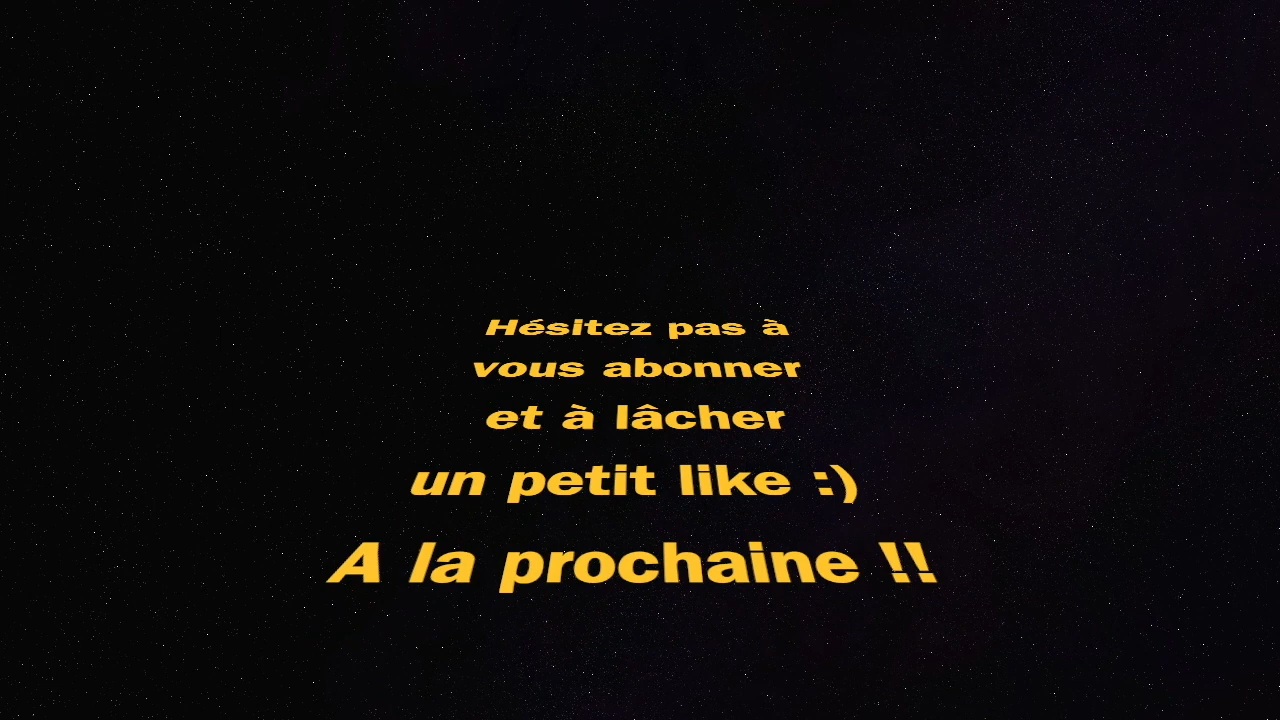 Hésitez pas à
vous abonner
et à lâcher
un petit like :)
A la prochaine !!